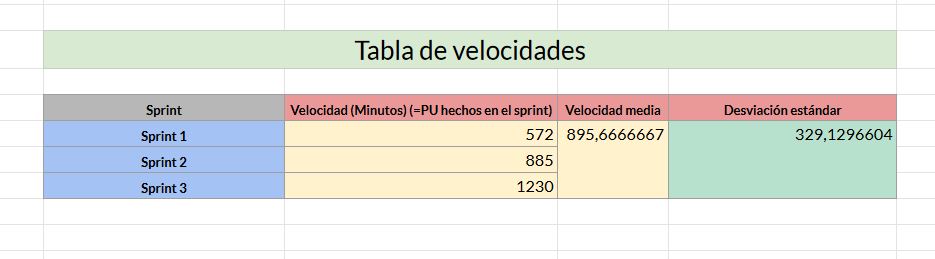 Tabla de velocidades
Sprint Velocidad (Minutos) (=PU hechos en el sprint) Velocidad media Desviación estándar
Sprint 1 572 895,6666667 329,1296604
Sprint 2 885
Sprint 3 1230